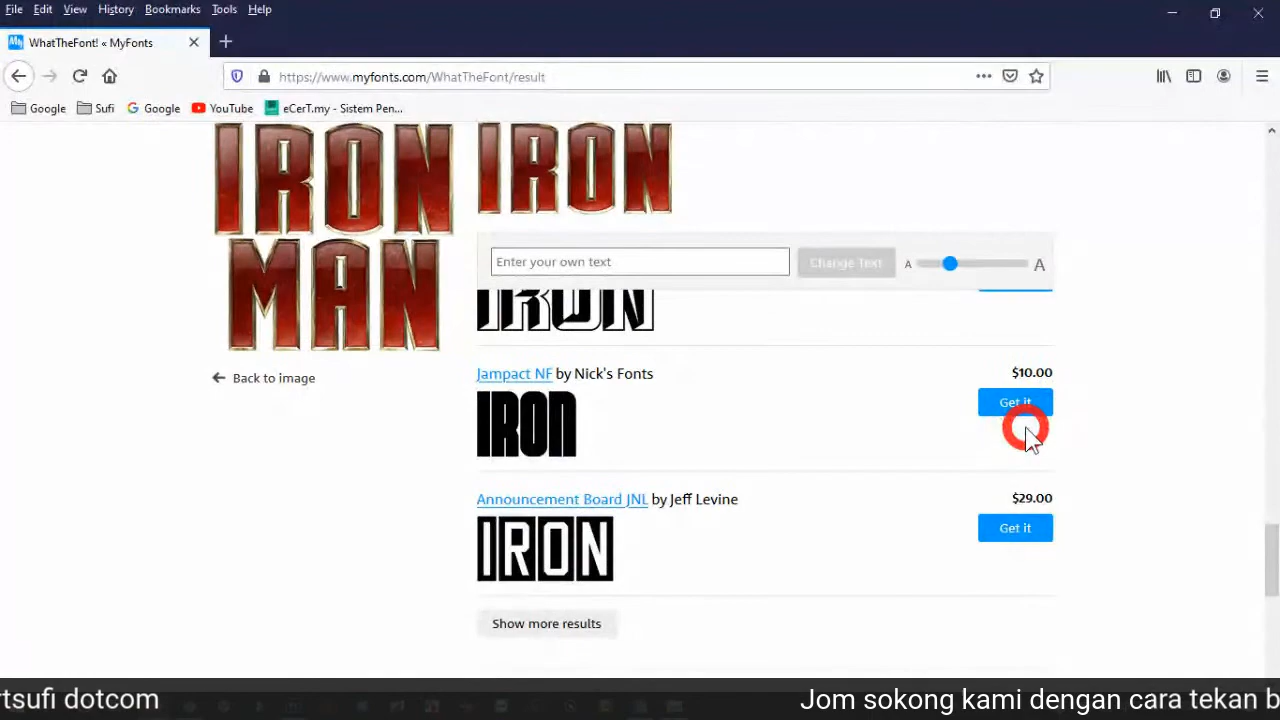 File Edit View History Bookmarks Tools Help
WhatTheFont! « MyFonts
https://www.myfonts.com/WhatTheFont/result
Google Sufi Google YouTube eCerT.my - Sistem Pen...
IRON
MAN
IRON
Enter your own text Change Text A A
IRON
Back to image
Jampact NF by Nick's Fonts $10.00
IRON Get it
Announcement Board JNL by Jeff Levine $29.00
IRON Get it
Show more results
rtsufi dotcom Jom sokong kami dengan cara tekan b